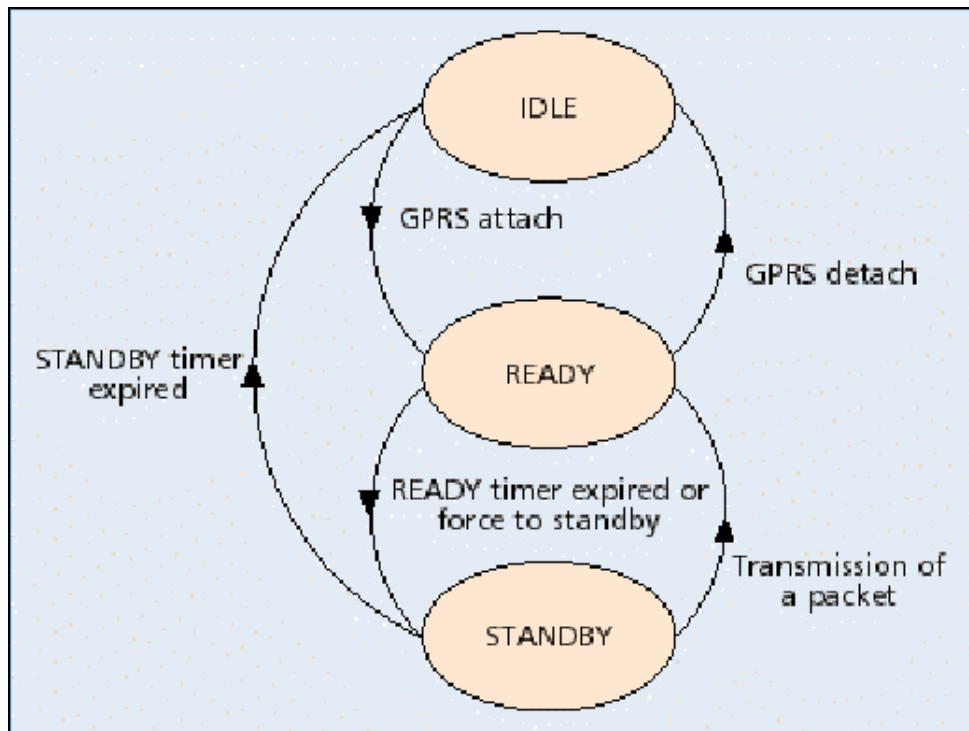 IDLE
GPRS attach
GPRS detach
READY
STANDBY timer
expired
READY timer expired or
force to standby
Transmission of
a packet
STANDBY